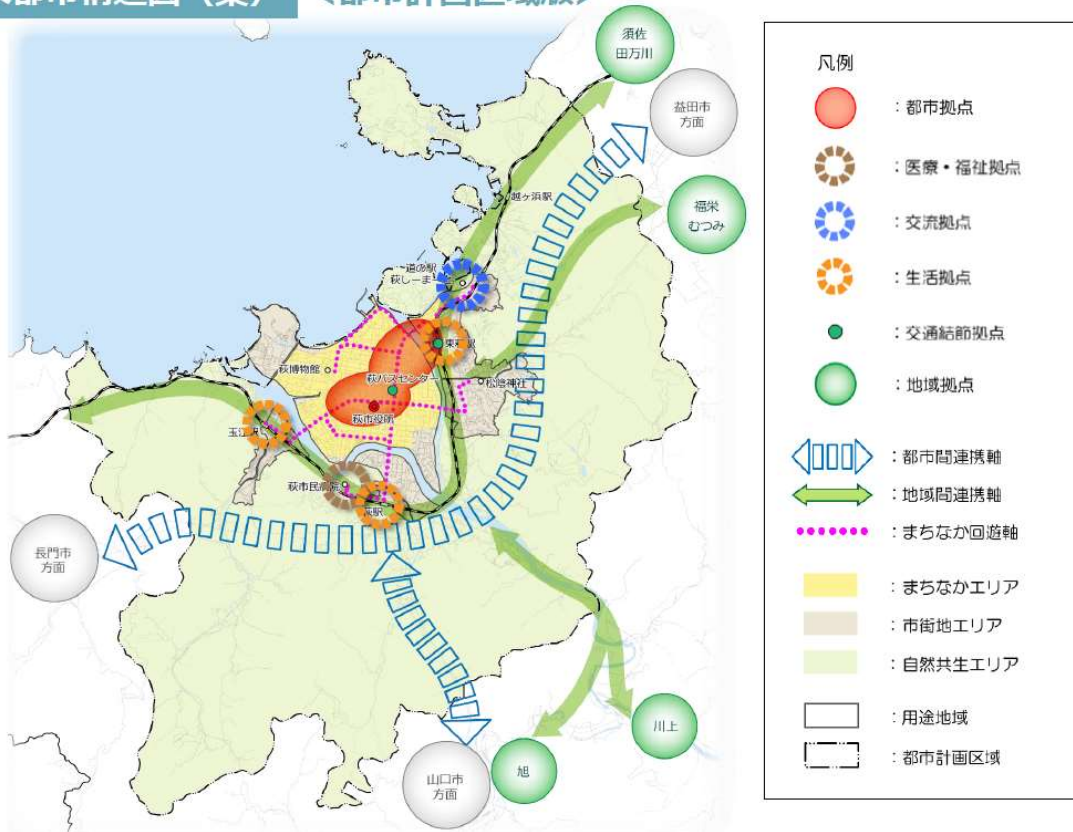 都市構造図（案）
須佐
田万川
益田市
方面
越ヶ浜駅
福栄
むつみ
道の駅
萩しーまーと
東萩駅
萩博物館
萩バスセンター
松陰神社
萩市役所
玉江駅
萩市民病院
萩駅
長門市
方面
川上
旭
山口市
方面
凡例
：都市拠点
：医療・福祉拠点
：交流拠点
：生活拠点
：交通結節拠点
：地域拠点
：都市間連携軸
：地域間連携軸
：まちなか回遊軸
：まちなかエリア
：市街地エリア
：自然共生エリア
：用途地域
：都市計画区域